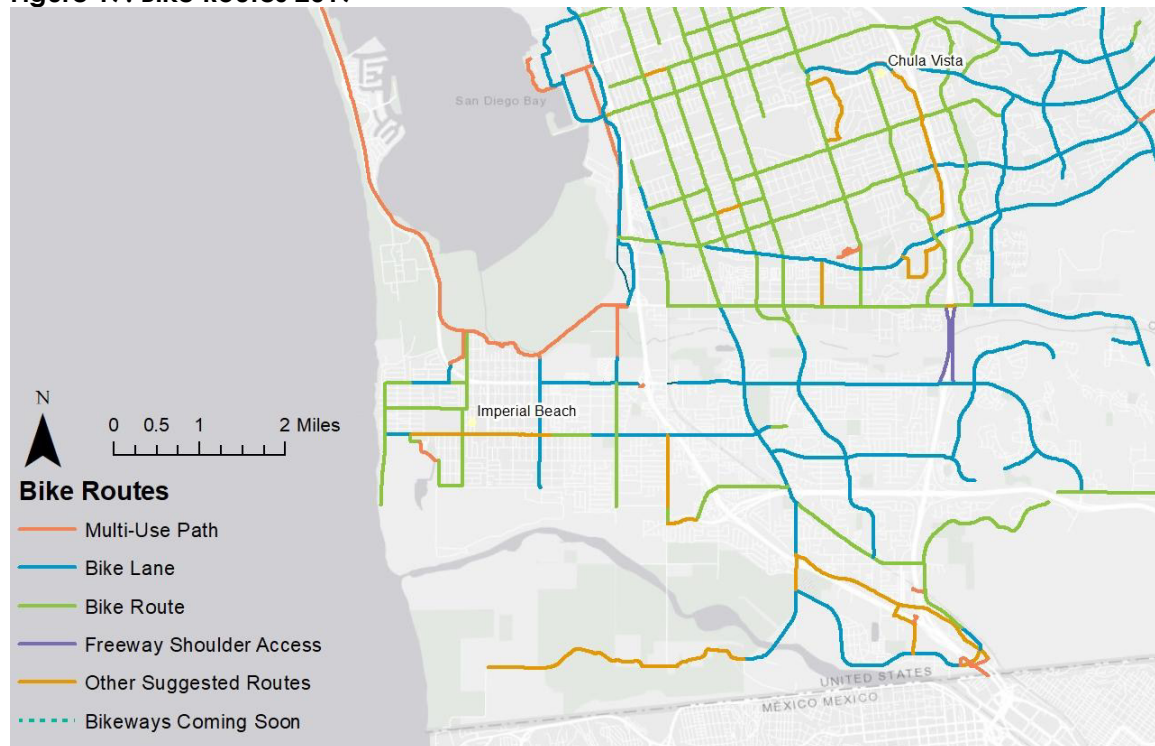 Chula Vista
San Diego Bay
N
0 0.5 1 2 Miles
Imperial Beach
Bike Routes
Multi-Use Path
Bike Lane
Bike Route
Freeway Shoulder Access
Other Suggested Routes
Bikeways Coming Soon
UNITED STATES
MÉXICO MEXICO